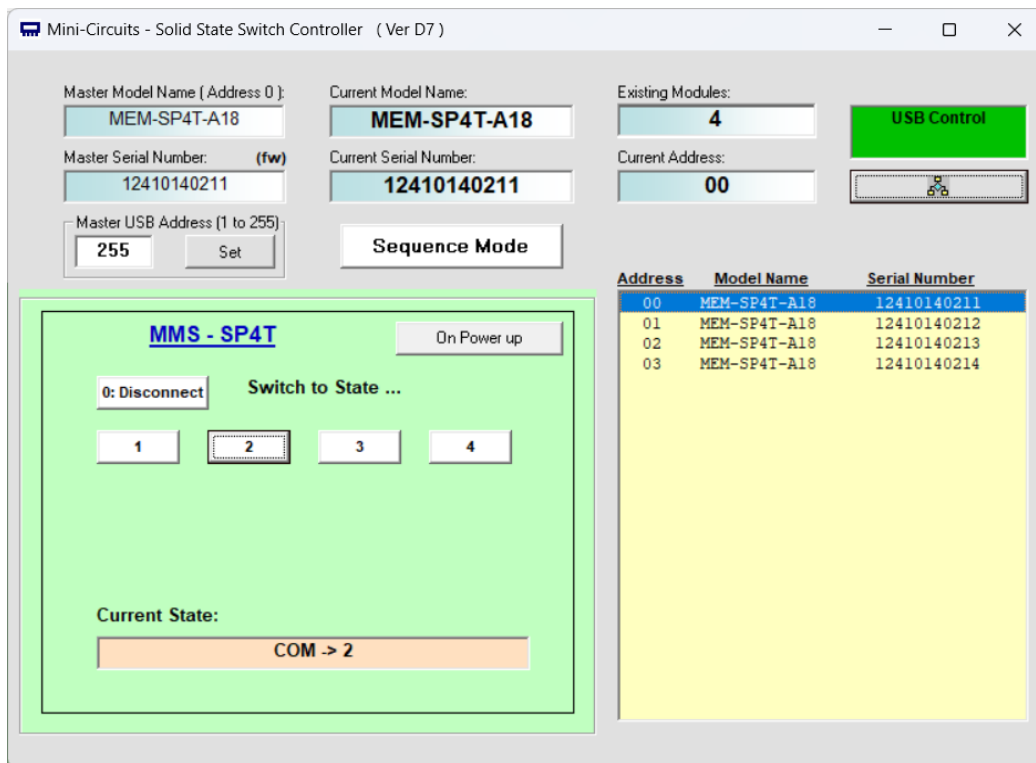 Mini-Circuits - Solid State Switch Controller ( Ver D7 )
Master Model Name ( Address 0 ):
MEM-SP4T-A18
Current Model Name:
MEM-SP4T-A18
Existing Modules:
4
USB Control
Master Serial Number: (fw)
12410140211
Current Serial Number:
12410140211
Current Address:
00
Master USB Address (1 to 255)
255 Set
Sequence Mode
Address Model Name Serial Number
00 MEM-SP4T-A18 12410140211
01 MEM-SP4T-A18 12410140212
02 MEM-SP4T-A18 12410140213
03 MEM-SP4T-A18 12410140214
MMS - SP4T
On Power up
0: Disconnect
Switch to State ...
1 2 3 4
Current State:
COM -> 2